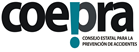 coepra
CONSEJO ESTATAL PARA LA
PREVENCIÓN DE ACCIDENTES